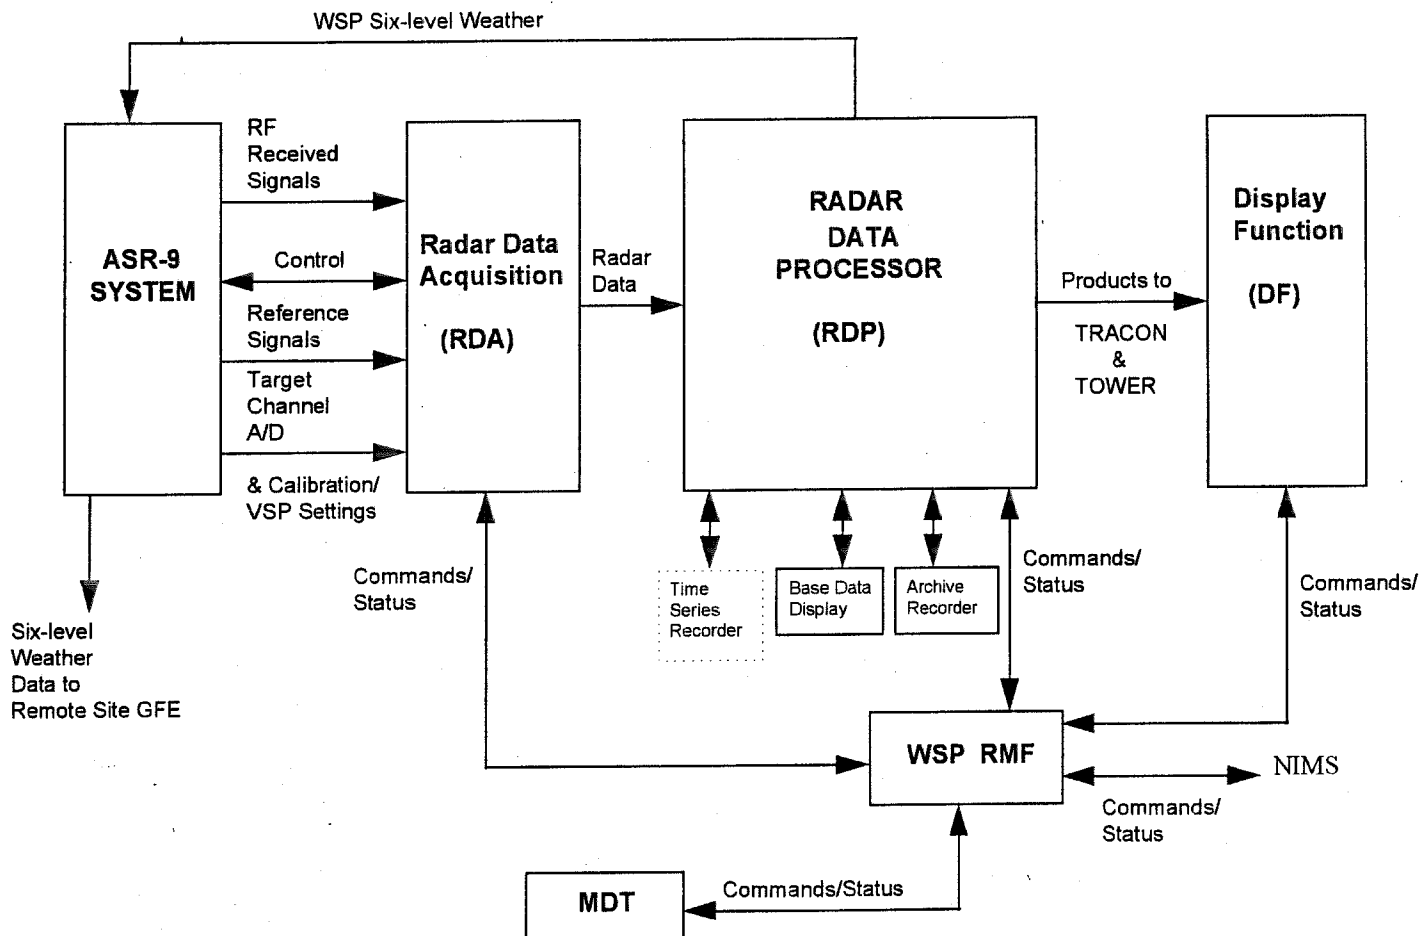 WSP Six-level Weather
ASR-9
SYSTEM
RF
Received
Signals
Control
Reference
Signals
Target
Channel
A/D
& Calibration/
VSP Settings
Radar Data
Acquisition
(RDA)
Radar
Data
RADAR
DATA
PROCESSOR
(RDP)
Products to
TRACON
&
TOWER
Display
Function
(DF)
Six-level
Weather
Data to
Remote Site GFE
Commands/
Status
Time
Series
Recorder
Base Data
Display
Archive
Recorder
Commands/
Status
Commands/
Status
WSP RMF
NIMS
Commands/
Status
MDT
Commands/Status